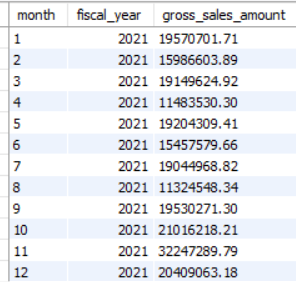 month fiscal_year gross_sales_amount
1 2021 19570701.71
2 2021 15986603.89
3 2021 19149624.92
4 2021 11483530.30
5 2021 19204309.41
6 2021 15457579.66
7 2021 19044968.82
8 2021 11324548.34
9 2021 19530271.30
10 2021 21016218.21
11 2021 32247289.79
12 2021 20409063.18